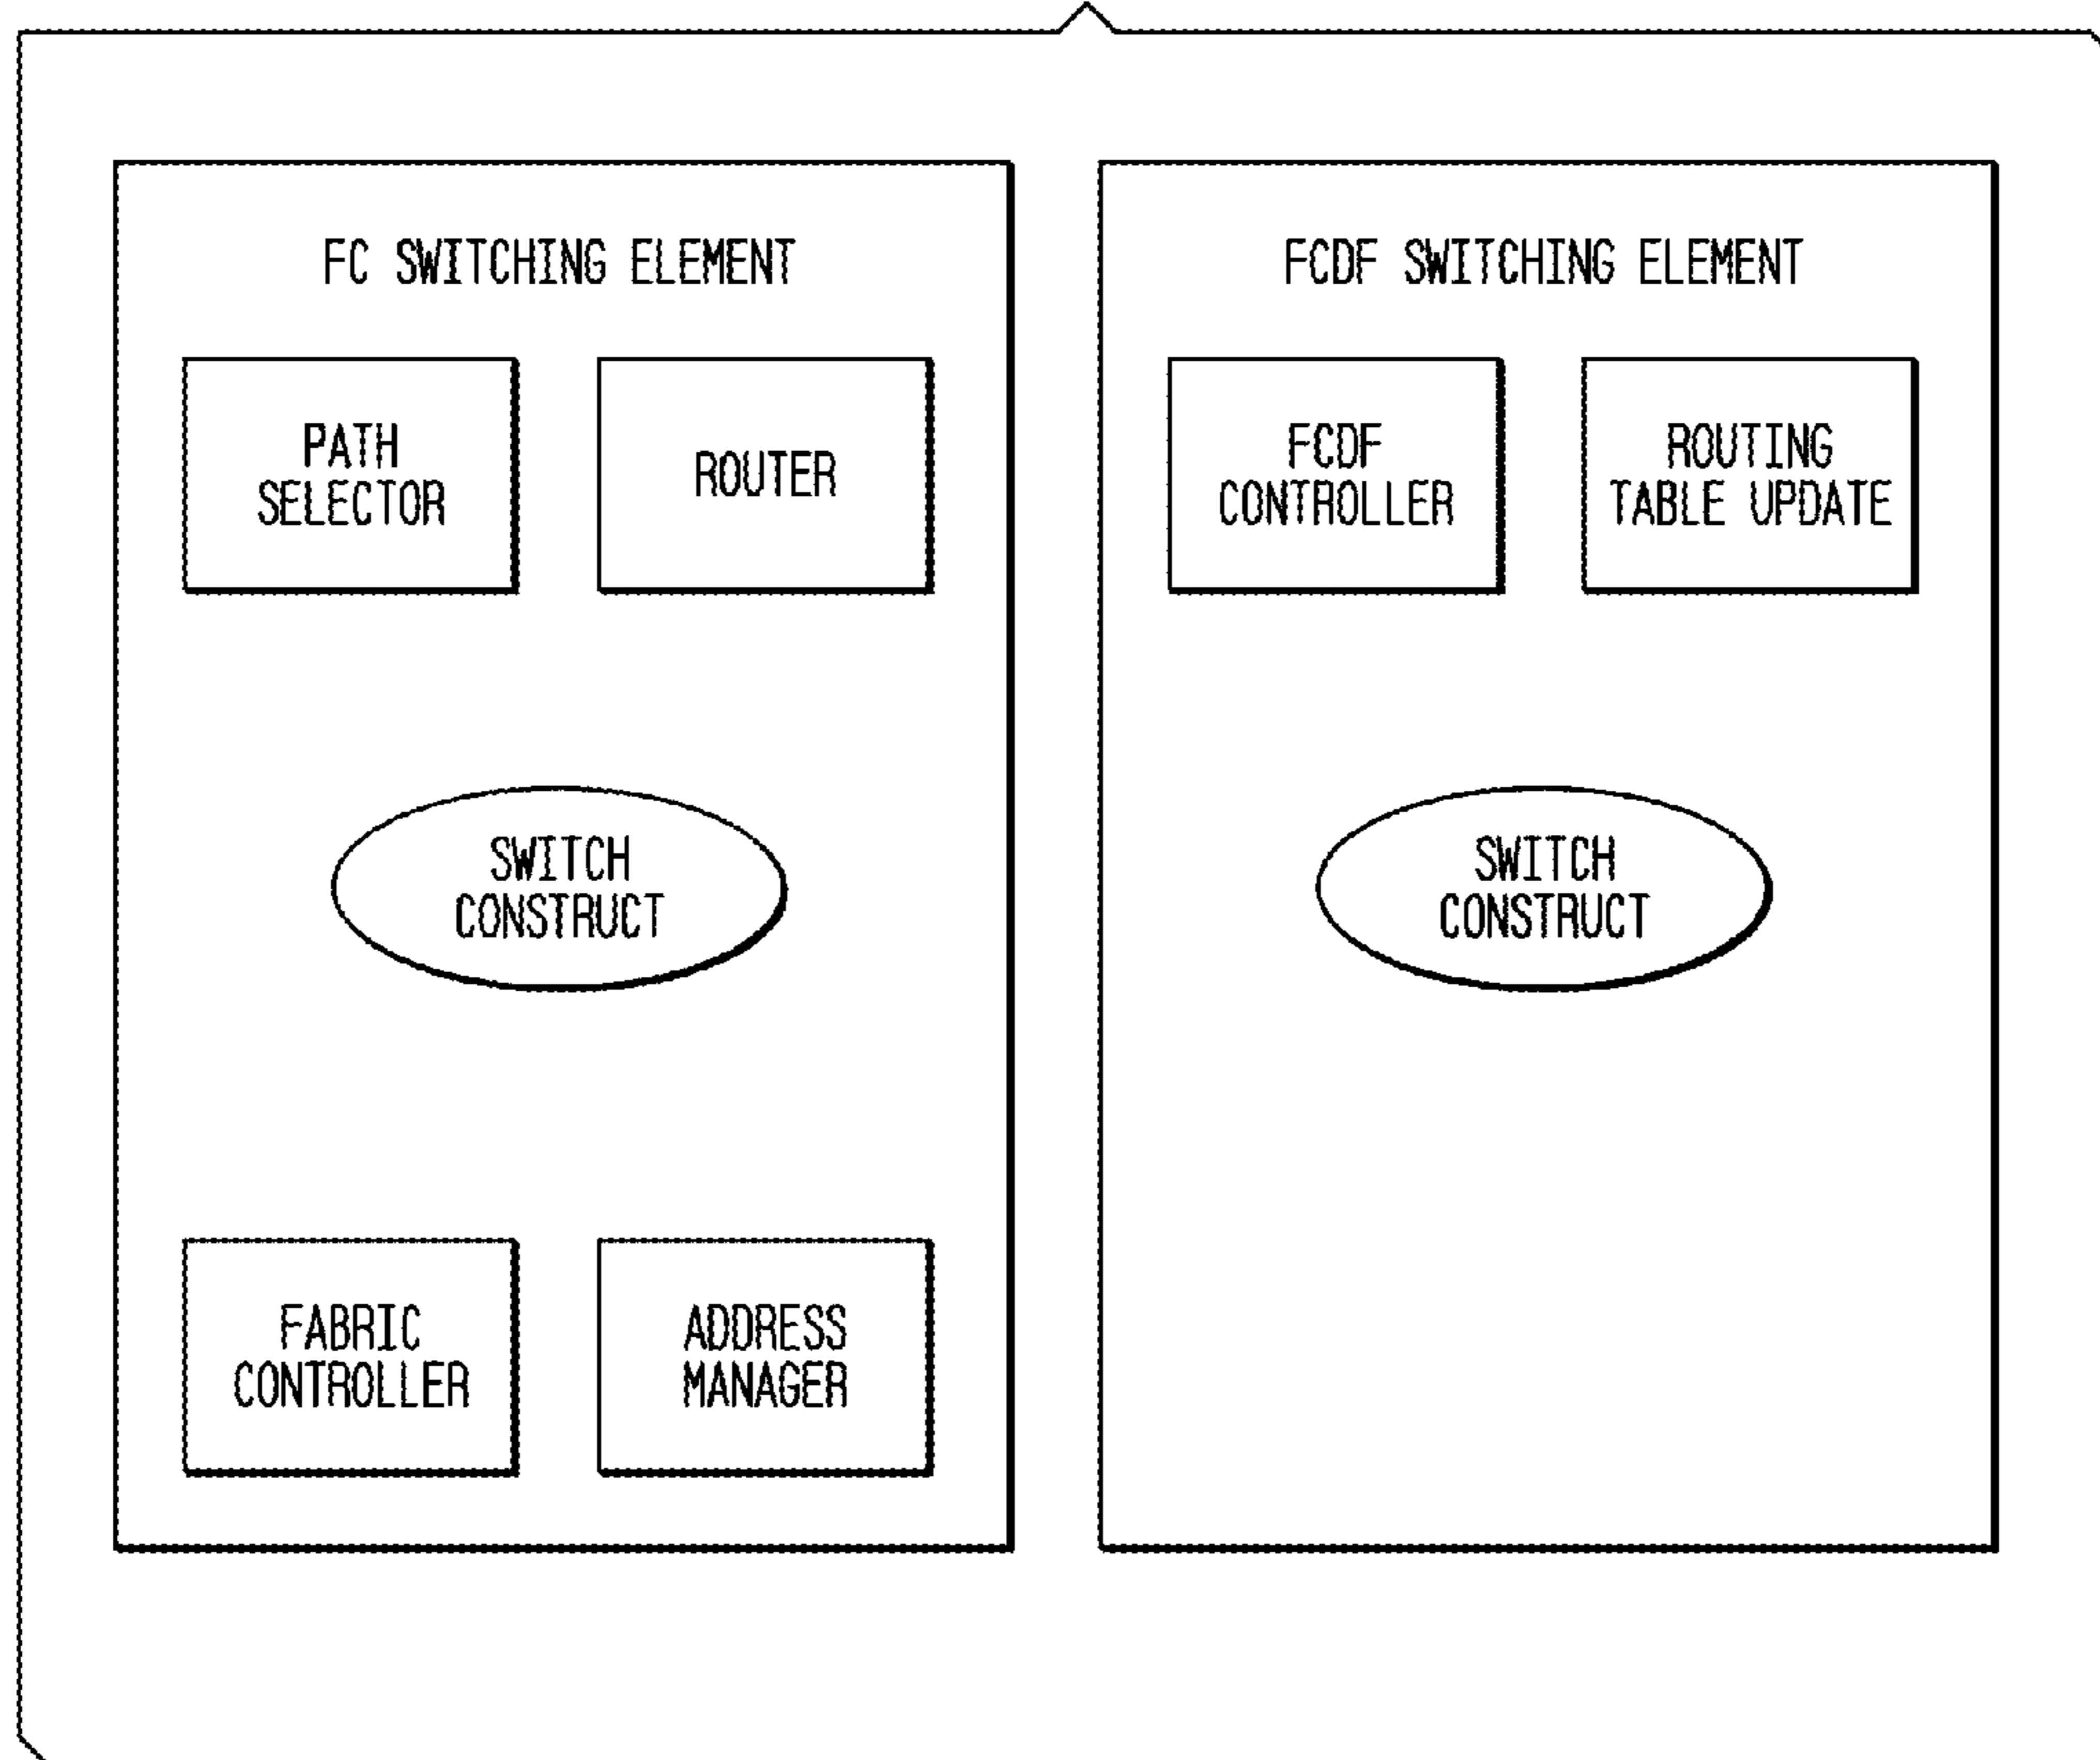 FC SWITCHING ELEMENT
PATH
SELECTOR
ROUTER
SWITCH
CONSTRUCT
FABRIC
CONTROLLER
ADDRESS
MANAGER
FCDF SWITCHING ELEMENT
FCDF
CONTROLLER
ROUTING
TABLE UPDATE
SWITCH
CONSTRUCT